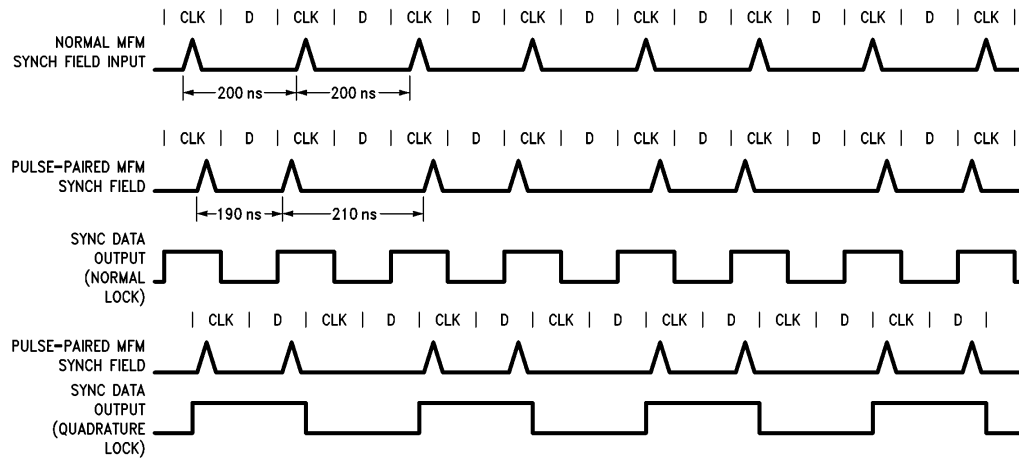 | CLK | D | CLK | D | CLK | D | CLK | D | CLK | D | CLK | D | CLK | D | CLK |
NORMAL MFM
SYNCH FIELD INPUT
200 ns 200 ns
| CLK | D | CLK | D | CLK | D | CLK | D | CLK | D | CLK | D | CLK | D | CLK |
PULSE-PAIRED MFM
SYNCH FIELD
190 ns 210 ns
SYNC DATA
OUTPUT
(NORMAL
LOCK)
| CLK | D | CLK | D | CLK | D | CLK | D | CLK | D | CLK | D | CLK | D |
PULSE-PAIRED MFM
SYNCH FIELD
SYNC DATA
OUTPUT
(QUADRATURE
LOCK)